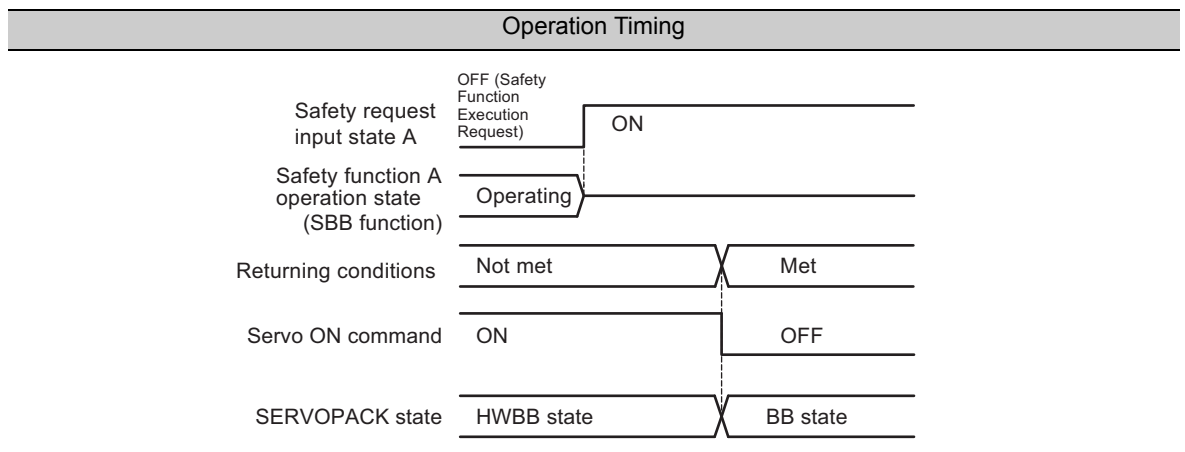 Operation Timing
Safety request
input state A
OFF (Safety
Function
Execution
Request)
ON
Safety function A
operation state
(SBB function)
Operating
Returning conditions
Not met
Met
Servo ON command
ON
OFF
SERVOPACK state
HWBB state
BB state